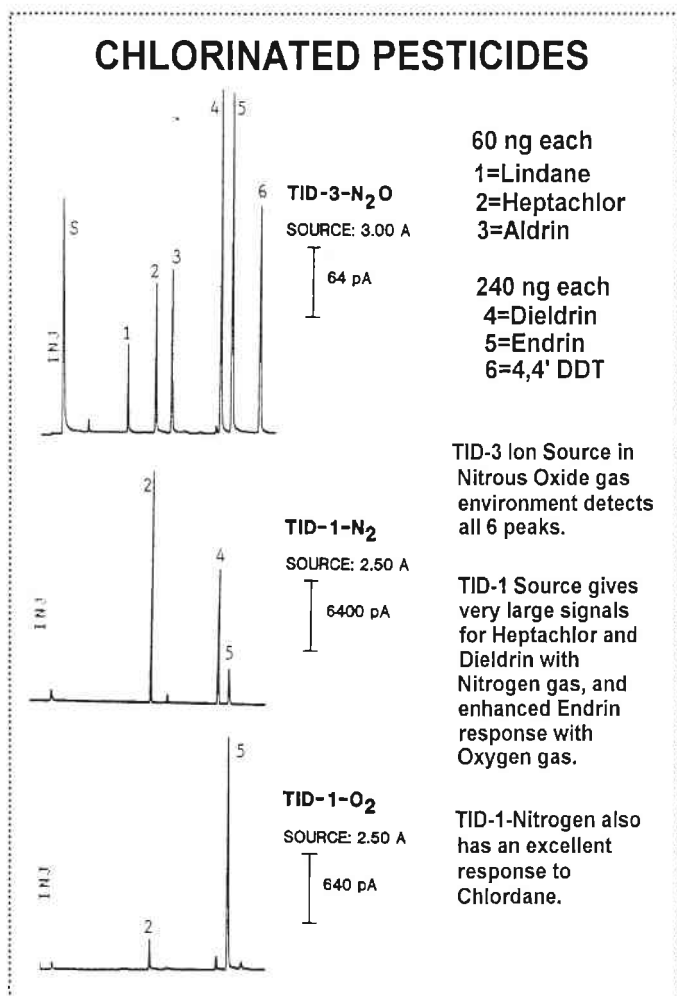 CHLORINATED PESTICIDES
4
5
S
1
2
3
6
INJ
TID-3-N₂O
SOURCE: 3.00 A
64 pA
60 ng each
1=Lindane
2=Heptachlor
3=Aldrin
240 ng each
4=Dieldrin
5=Endrin
6=4,4' DDT
TID-3 Ion Source in
Nitrous Oxide gas
environment detects
all 6 peaks.
2
4
5
INJ
TID-1-N₂
SOURCE: 2.50 A
6400 pA
TID-1 Source gives
very large signals
for Heptachlor and
Dieldrin with
Nitrogen gas, and
enhanced Endrin
response with
Oxygen gas.
5
2
INJ
TID-1-O₂
SOURCE: 2.50 A
640 pA
TID-1-Nitrogen also
has an excellent
response to
Chlordane.